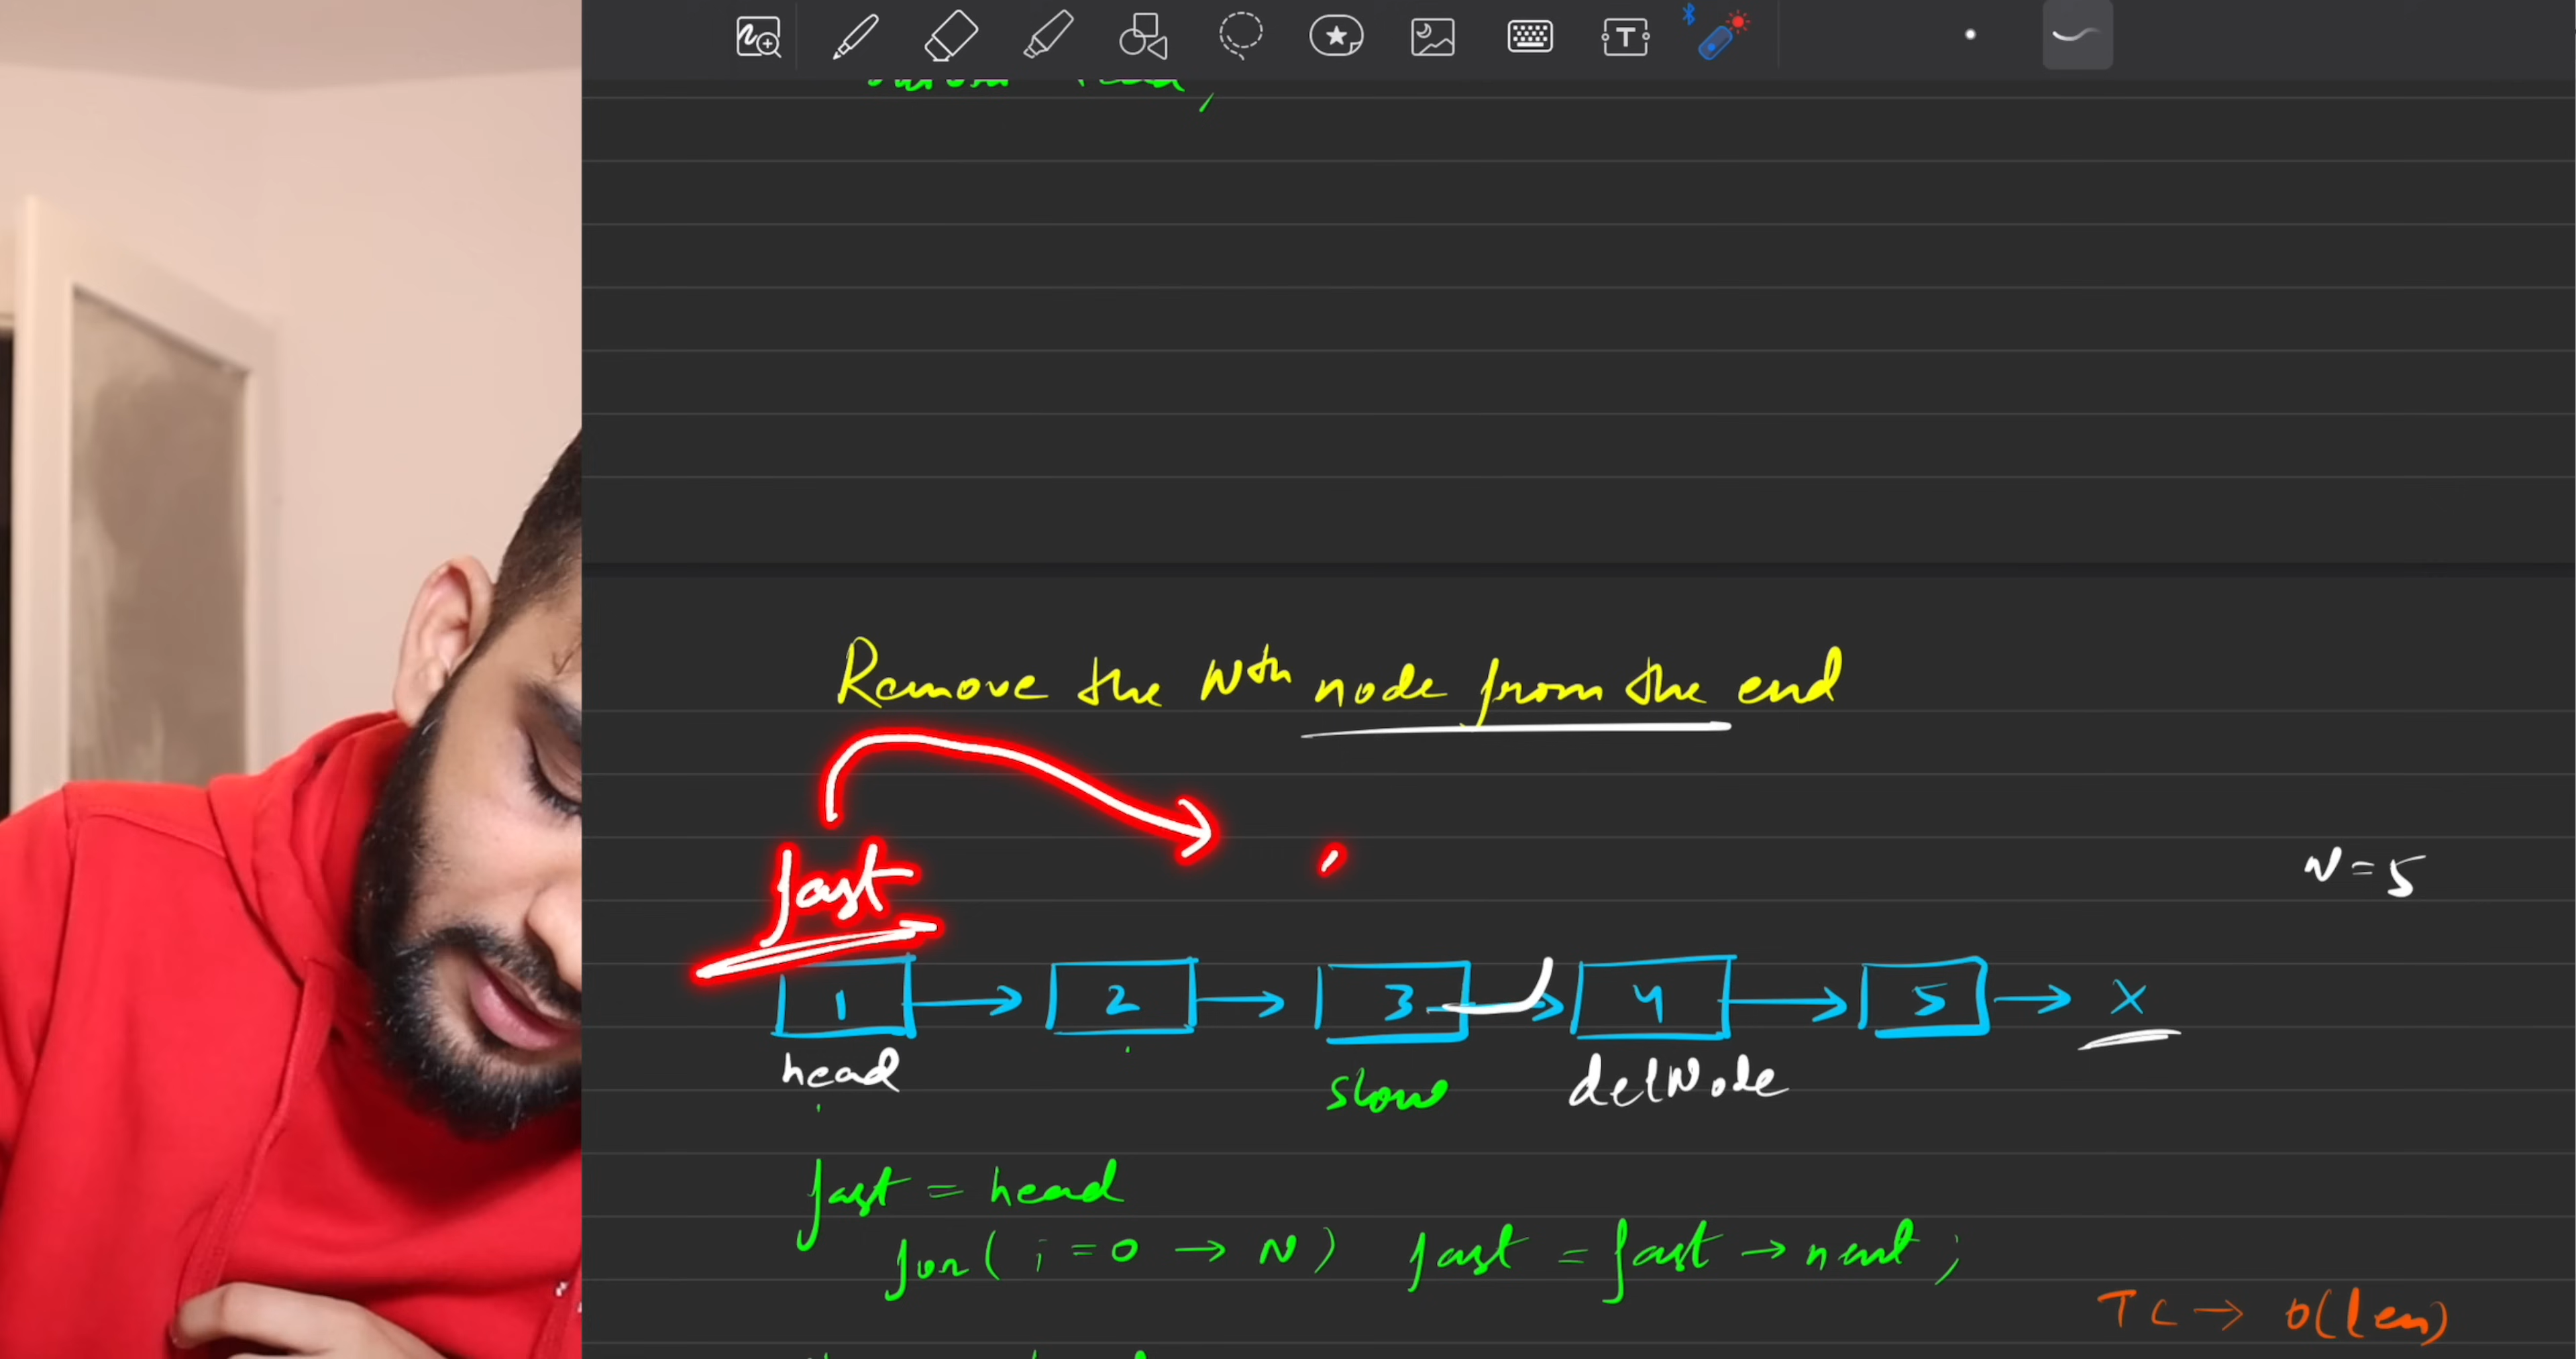 Remove the Nth node from the end
fast
N = 5
1 → 2 → 3 → 4 → 5 → X
head slow delNode
fast = head
for( i = 0 → N) fast = fast → next ;
TC → O(len)